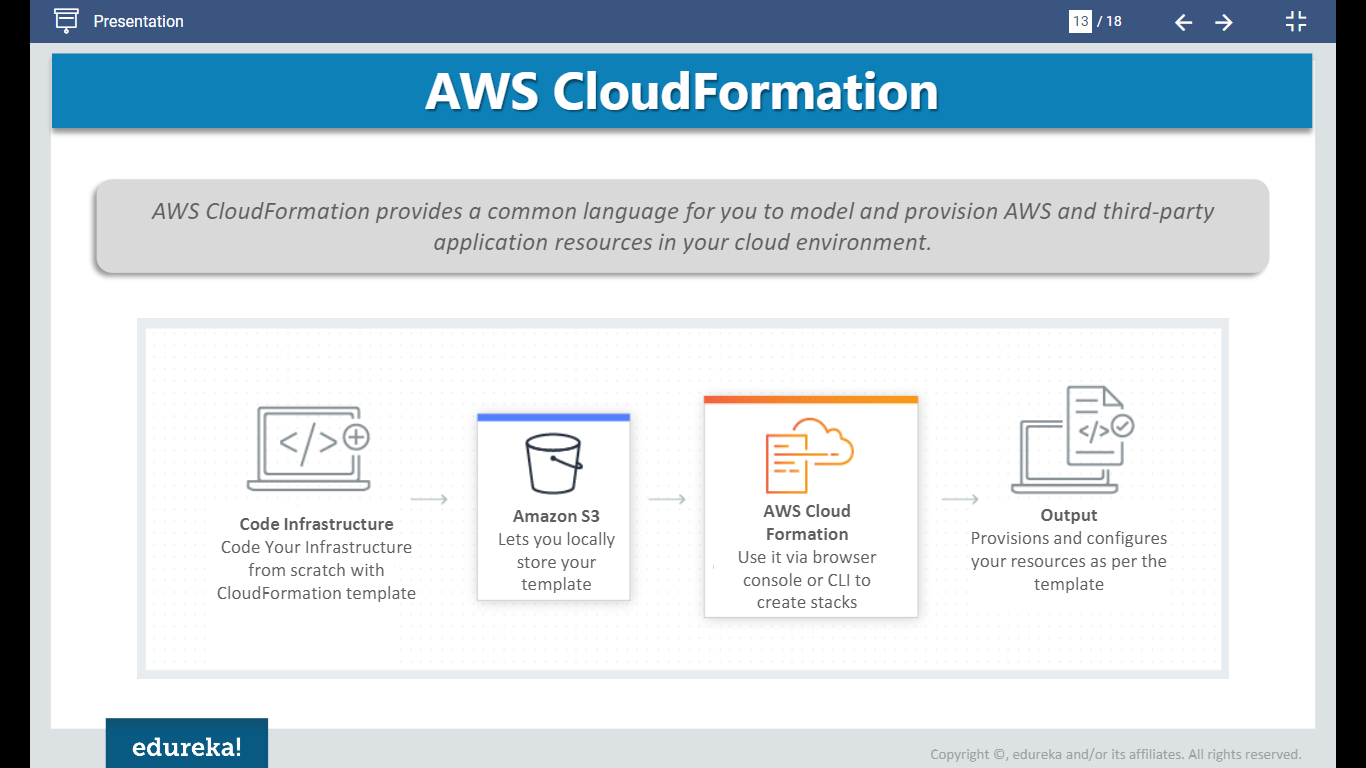 Presentation
13 / 18
AWS CloudFormation
AWS CloudFormation provides a common language for you to model and provision AWS and third-party
application resources in your cloud environment.
</>
Code Infrastructure
Code Your Infrastructure
from scratch with
CloudFormation template
Amazon S3
Lets you locally
store your
template
AWS Cloud
Formation
Use it via browser
console or CLI to
create stacks
</>
Output
Provisions and configures
your resources as per the
template
edureka!
Copyright ©, edureka and/or its affiliates. All rights reserved.